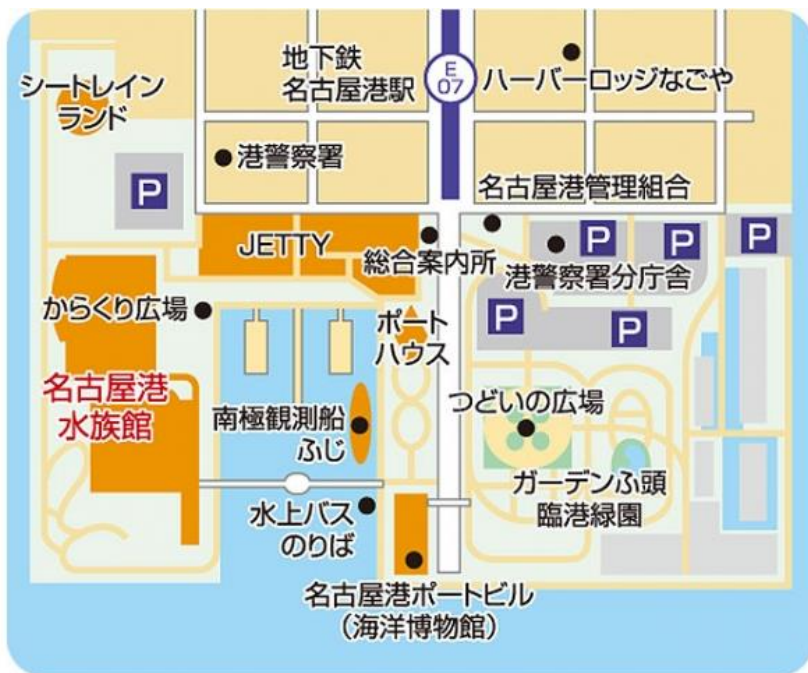 地下鉄
名古屋港駅
E
07
ハーバーロッジなごや
シートレイン
ランド
港警察署
P
名古屋港管理組合
JETTY
総合案内所
P
P
P
港警察署分庁舎
からくり広場
ポート
ハウス
P
P
名古屋港
水族館
南極観測船
ふじ
つどいの広場
ガーデンふ頭
臨港緑園
水上バス
のりば
名古屋港ポートビル
(海洋博物館)